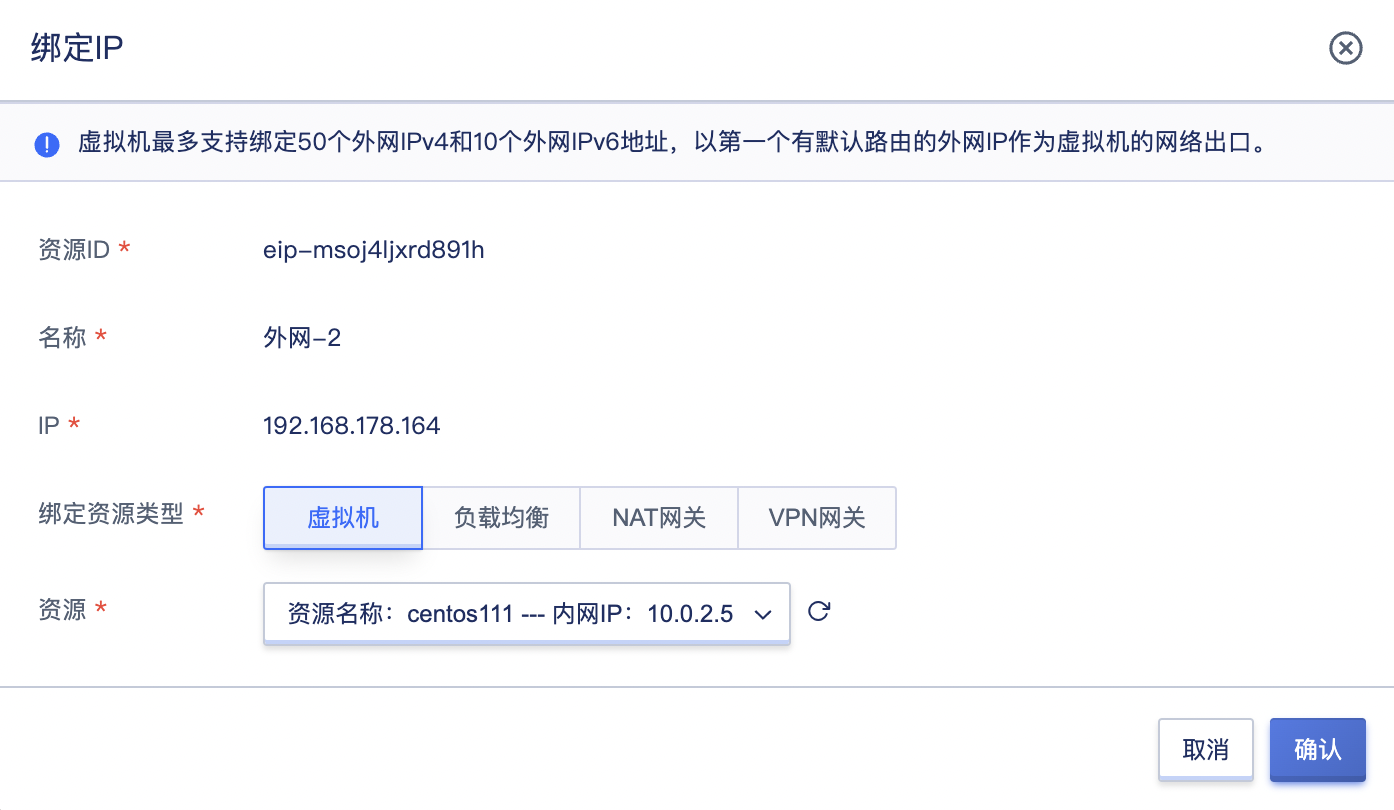 绑定IP
虚拟机最多支持绑定50个外网IPv4和10个外网IPv6地址，以第一个有默认路由的外网IP作为虚拟机的网络出口。
资源ID * eip-msoj4ljxrd891h
名称 * 外网-2
IP * 192.168.178.164
绑定资源类型 * 虚拟机 负载均衡 NAT网关 VPN网关
资源 * 资源名称：centos111 --- 内网IP：10.0.2.5
取消 确认